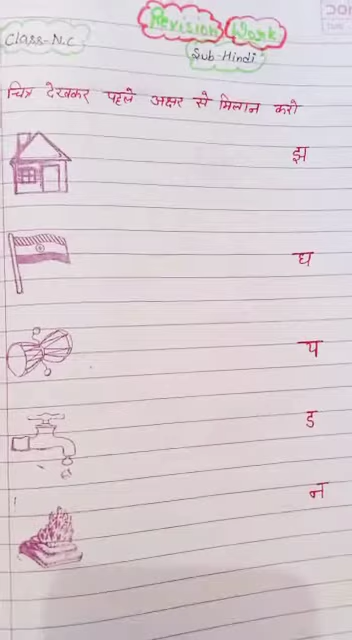 Revision Work
Class-N.C
Sub-Hindi
चित्र देखकर पहले अक्षर से मिलान करो
झ
घ
य
ड
न